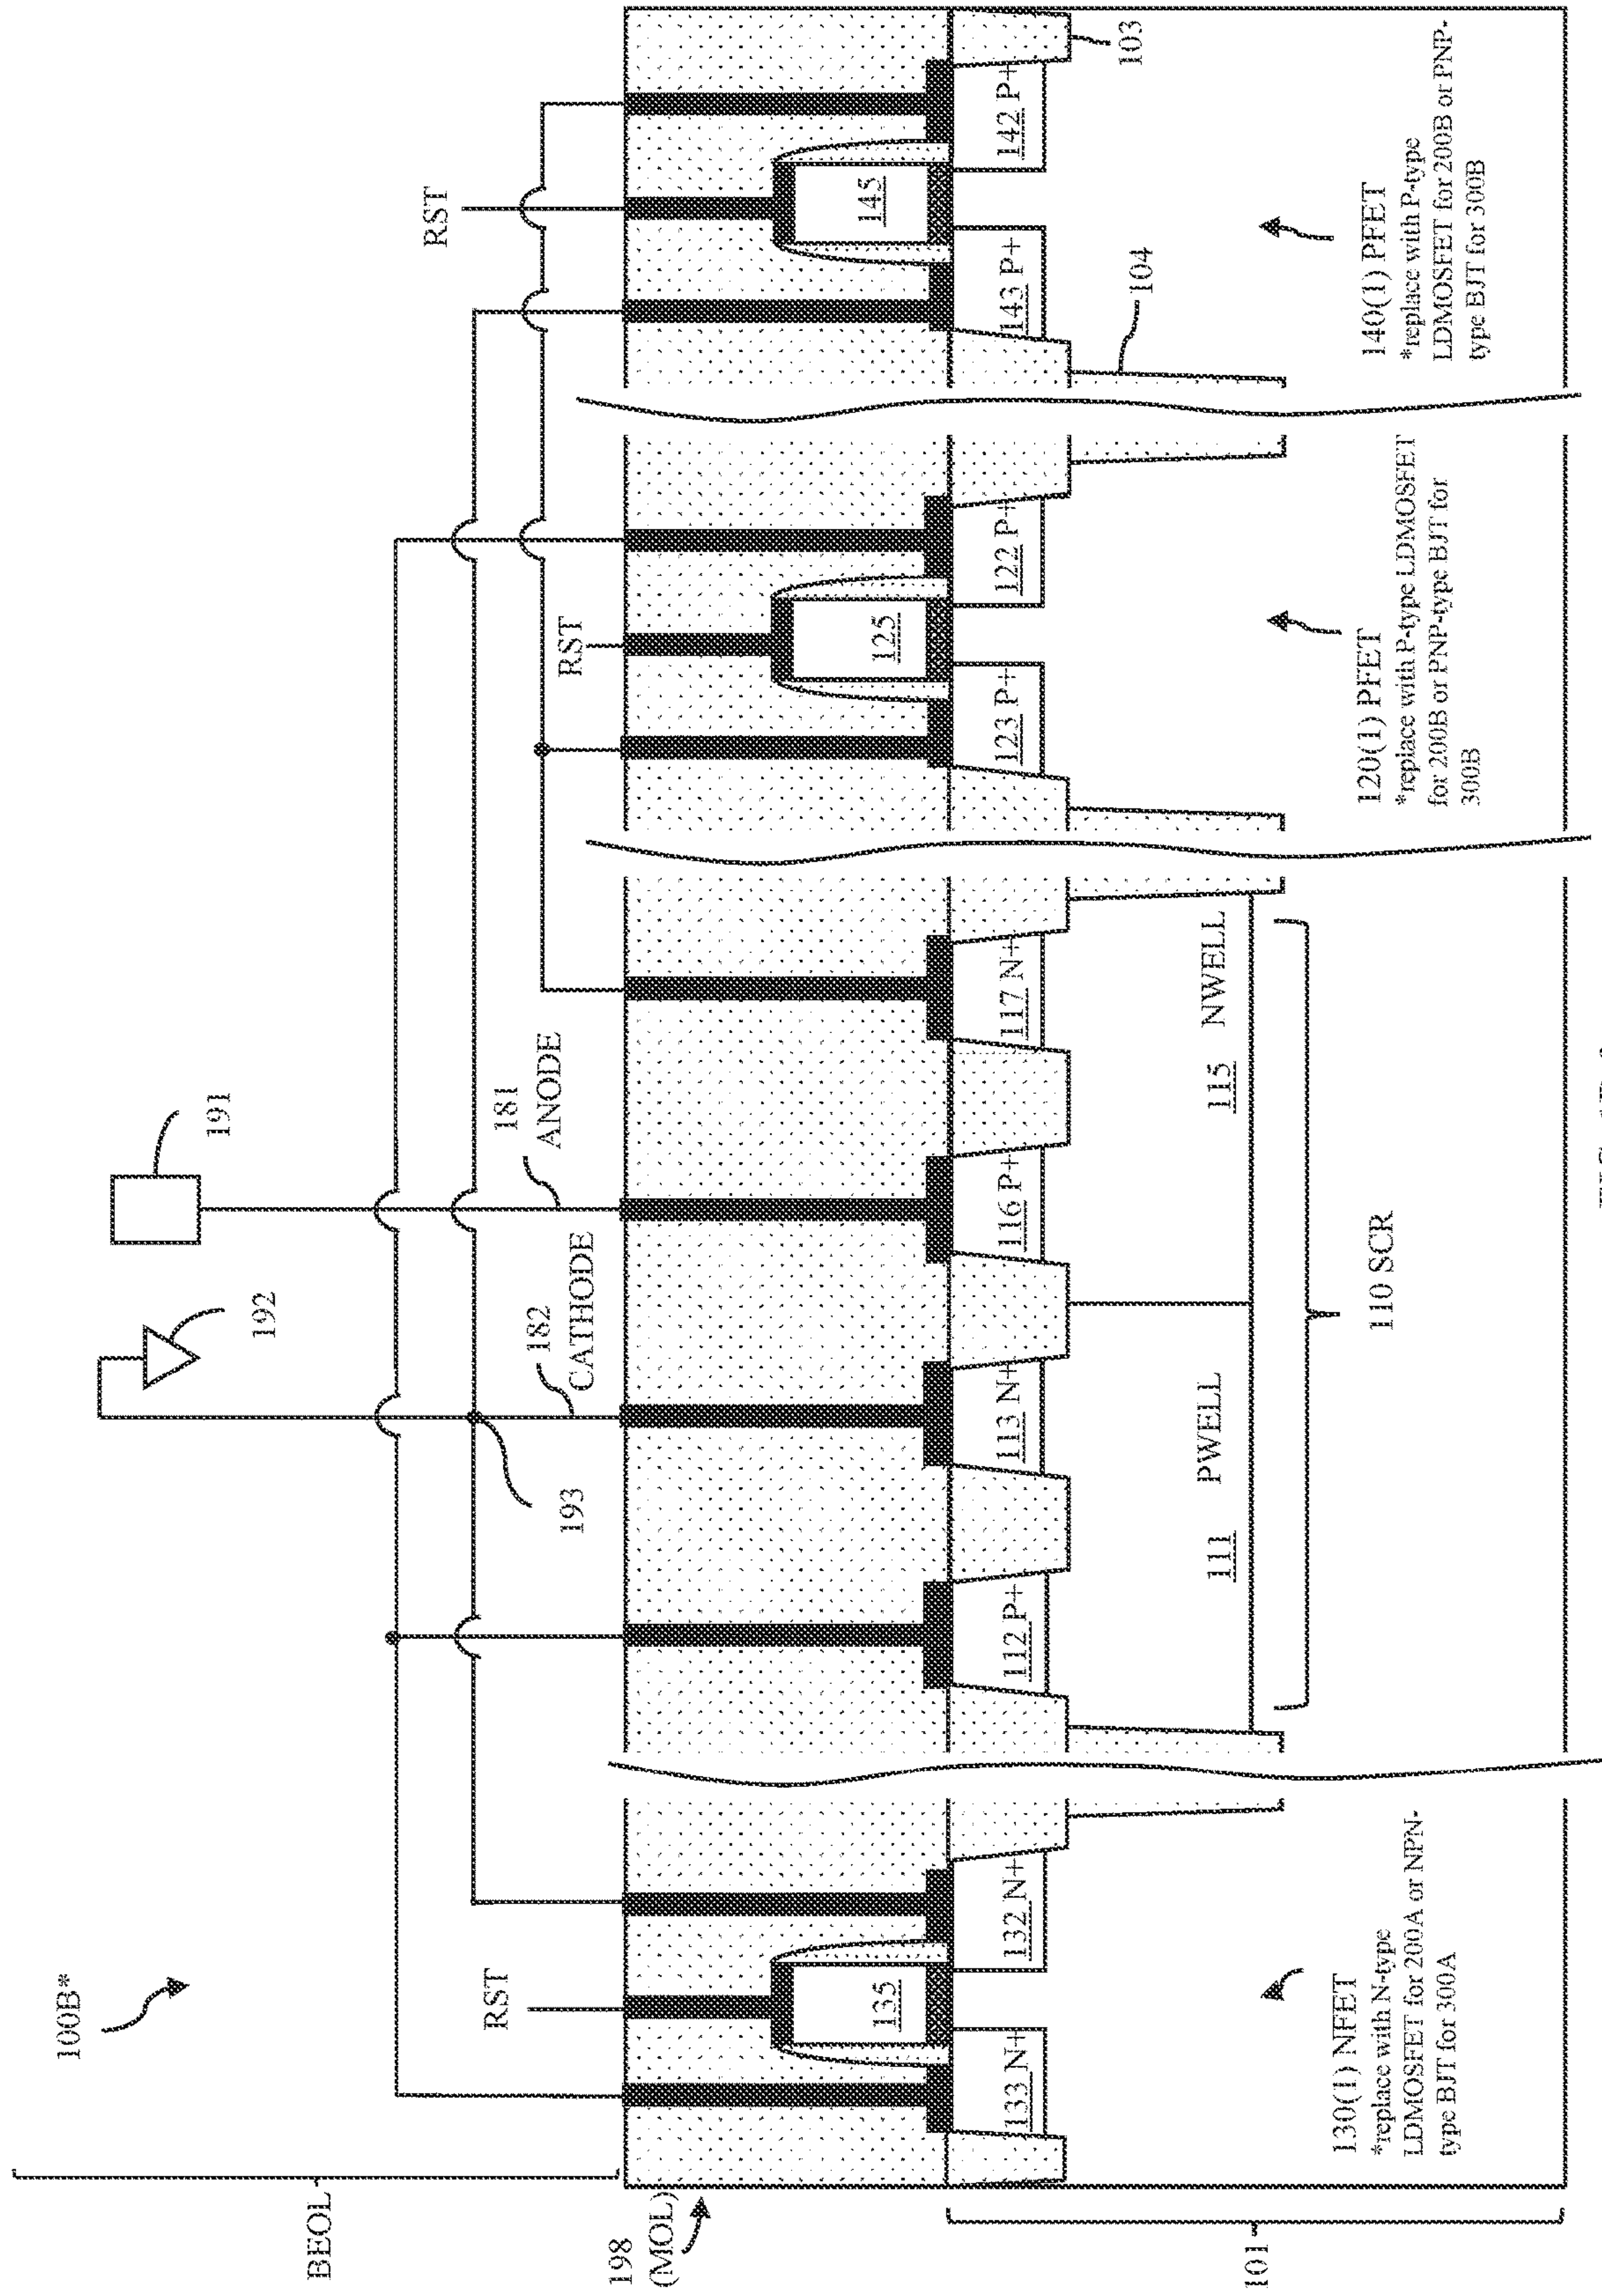 100B*
BEOL
198
(MOL)
101
192
191
193
182
CATHODE
181
ANODE
RST
RST
RST
135
125
145
133 N+
132 N+
112 P+
113 N+
116 P+
117 N+
123 P+
122 P+
143 P+
142 P+
103
104
111
PWELL
115
NWELL
110 SCR
130(1) NFET
*replace with N-type
LDMOSFET for 200A or NPN-
type BJT for 300A
120(1) PFET
*replace with P-type LDMOSFET
for 200B or PNP-type BJT for
300B
140(1) PFET
*replace with P-type
LDMOSFET for 200B or PNP-
type BJT for 300B